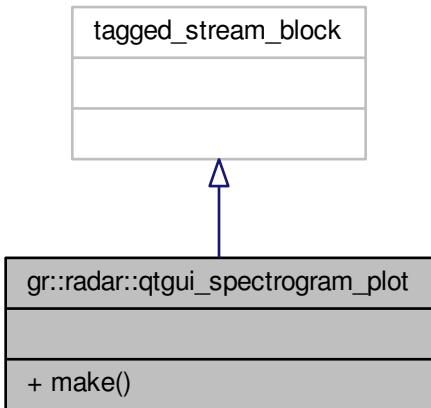 tagged_stream_block
gr::radar::qtgui_spectrogram_plot
+ make()